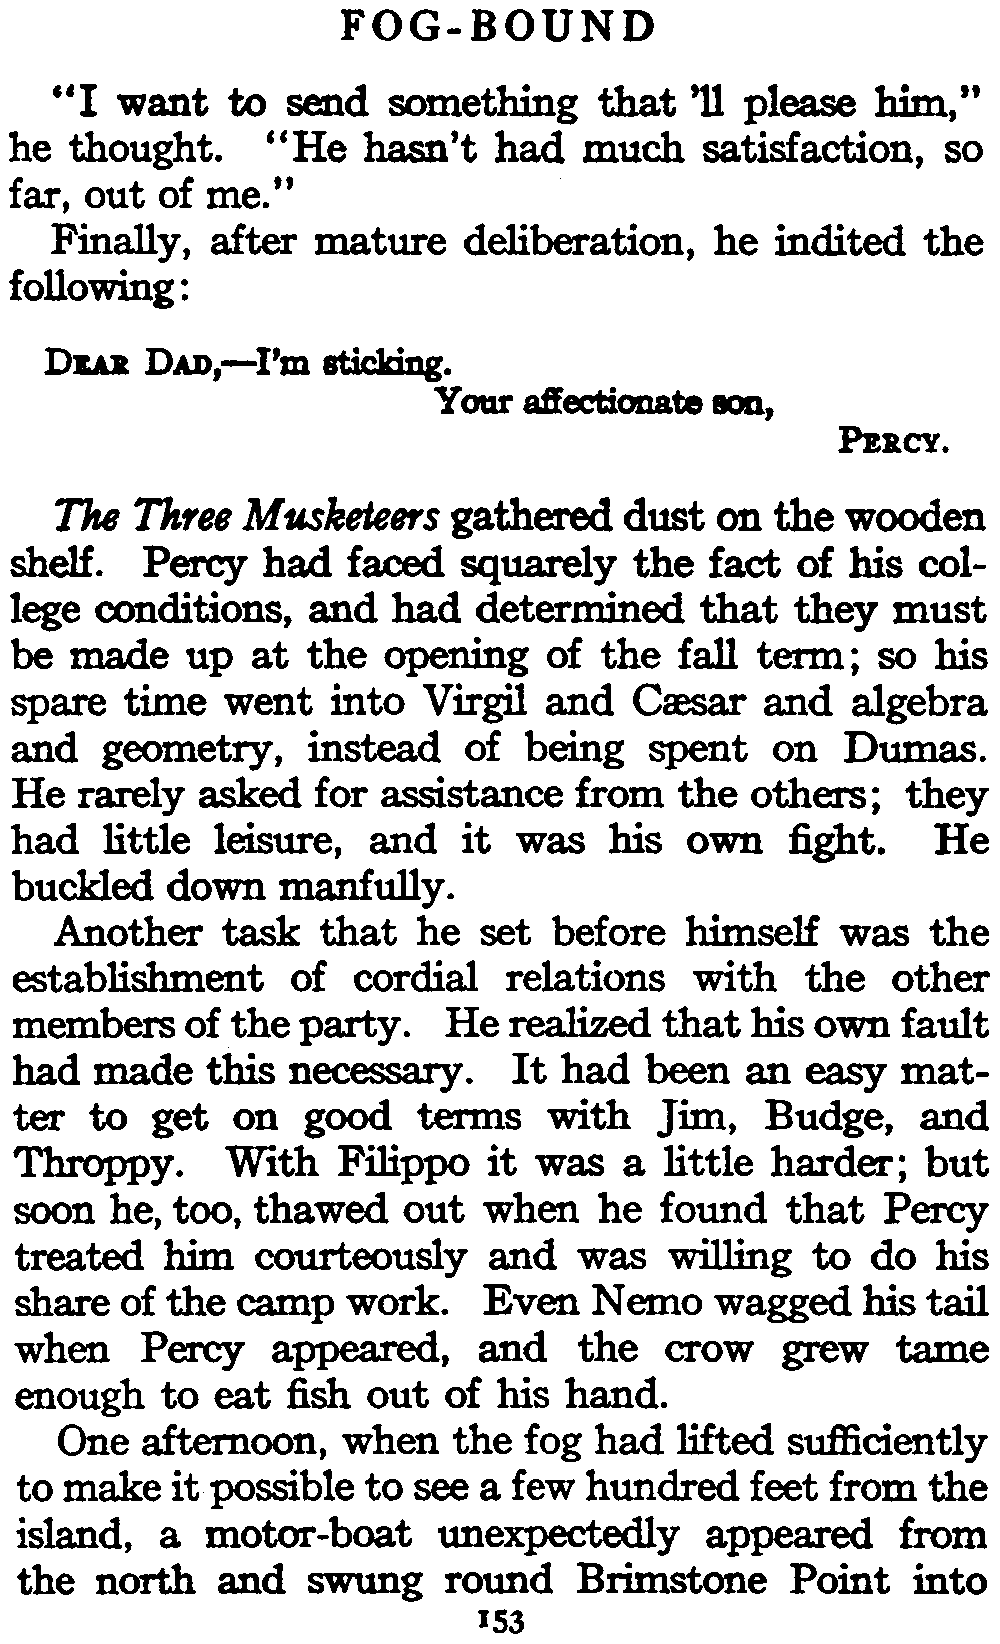 FOG-BOUND
"I want to send something that 'll please him,"
he thought. "He hasn't had much satisfaction, so
far, out of me."
Finally, after mature deliberation, he indited the
following:
DEAR DAD,—I'm sticking.
Your affectionate son,
PERCY.
The Three Musketeers gathered dust on the wooden
shelf. Percy had faced squarely the fact of his col-
lege conditions, and had determined that they must
be made up at the opening of the fall term; so his
spare time went into Virgil and Cæsar and algebra
and geometry, instead of being spent on Dumas.
He rarely asked for assistance from the others; they
had little leisure, and it was his own fight. He
buckled down manfully.
Another task that he set before himself was the
establishment of cordial relations with the other
members of the party. He realized that his own fault
had made this necessary. It had been an easy mat-
ter to get on good terms with Jim, Budge, and
Throppy. With Filippo it was a little harder; but
soon he, too, thawed out when he found that Percy
treated him courteously and was willing to do his
share of the camp work. Even Nemo wagged his tail
when Percy appeared, and the crow grew tame
enough to eat fish out of his hand.
One afternoon, when the fog had lifted sufficiently
to make it possible to see a few hundred feet from the
island, a motor-boat unexpectedly appeared from
the north and swung round Brimstone Point into
153